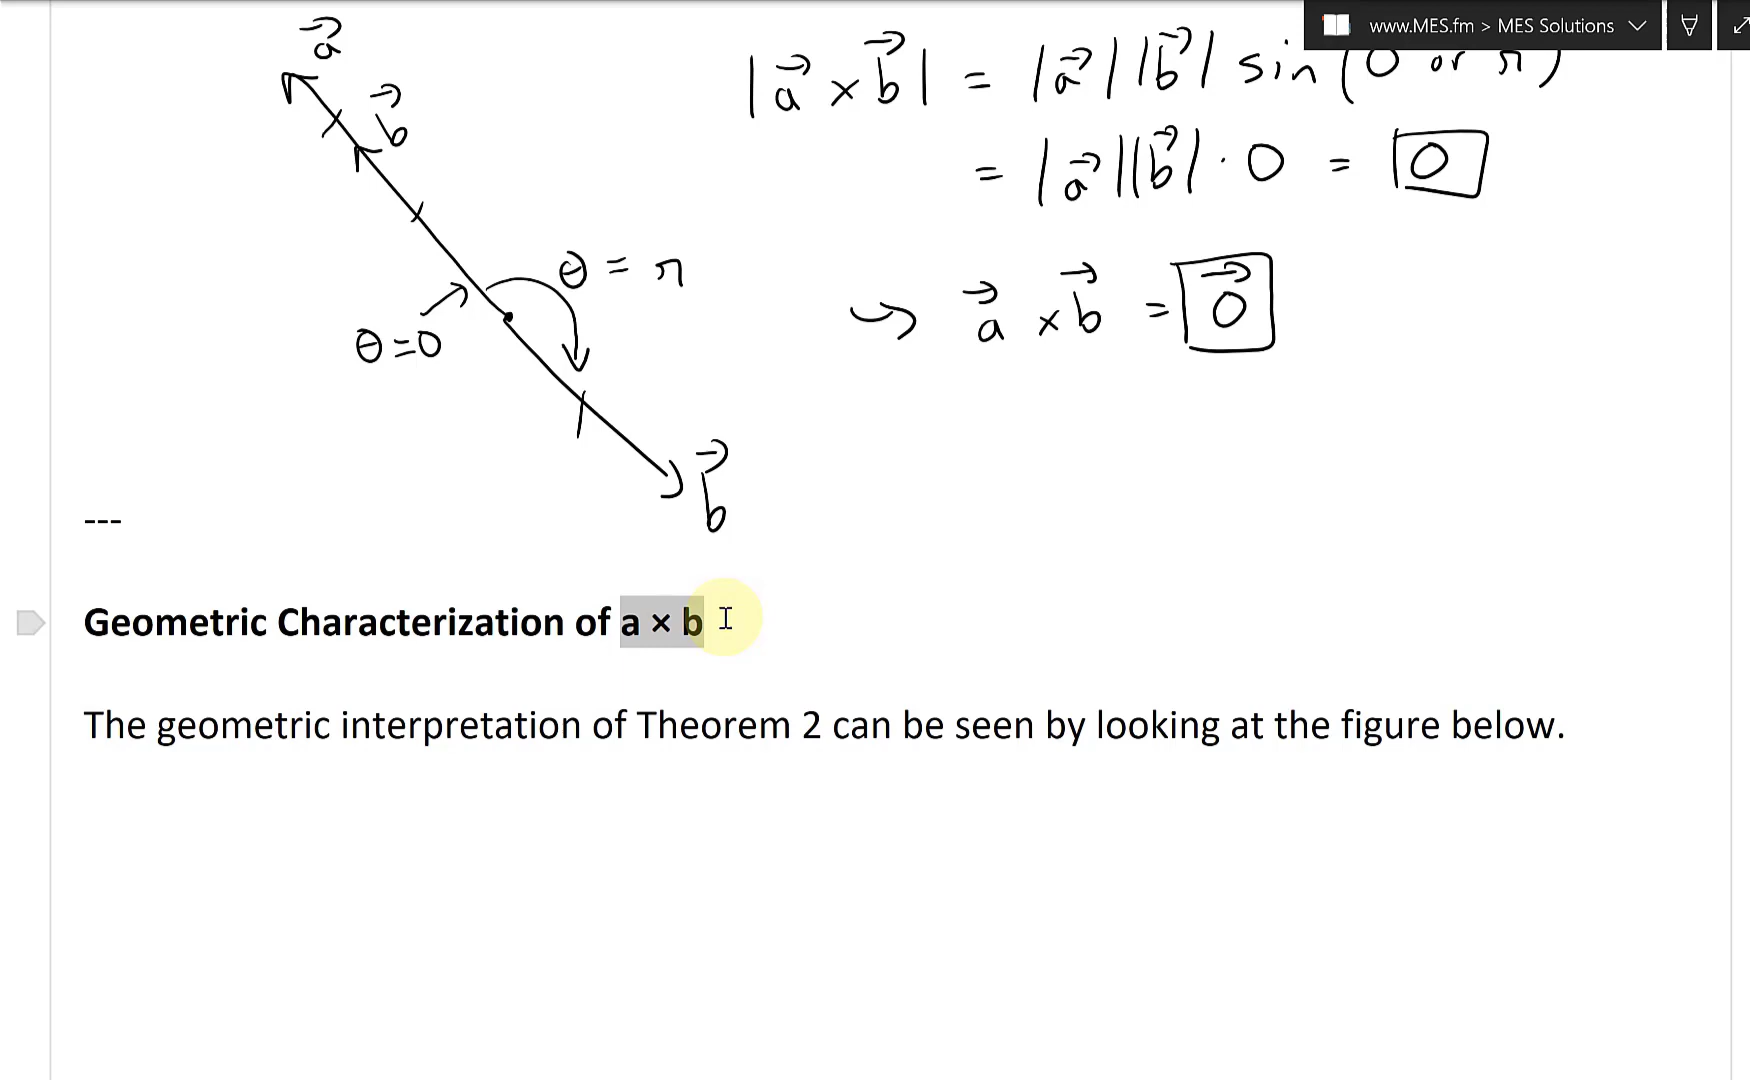 www.MES.fm > MES Solutions
a⃗
b⃗
|a⃗ × b⃗| = |a⃗| |b⃗| sin(0 or π)
= |a⃗||b⃗| · 0 = 0
θ = π
θ=0
↝ a⃗ × b⃗ = 0⃗
b⃗
---
Geometric Characterization of a × b
The geometric interpretation of Theorem 2 can be seen by looking at the figure below.